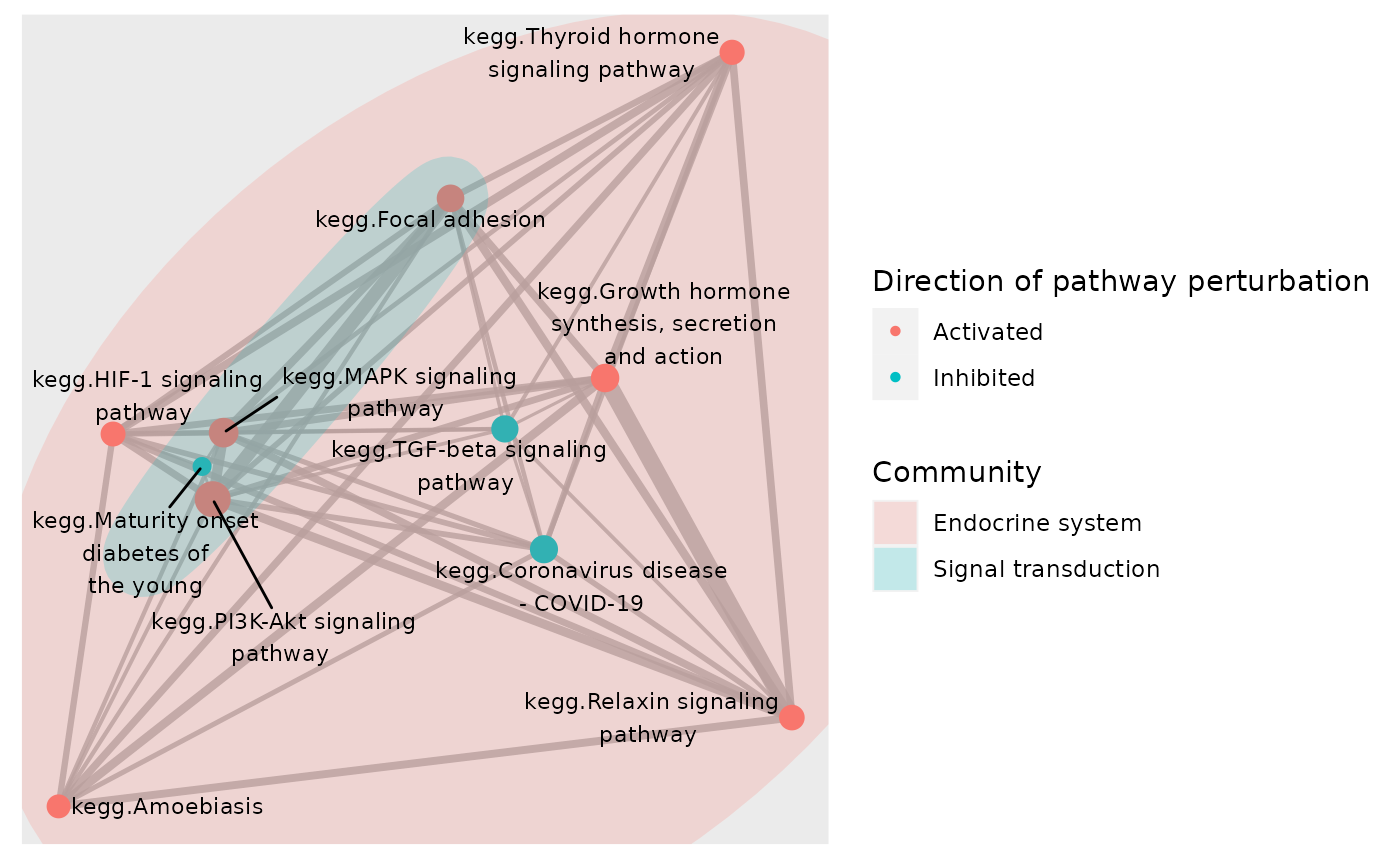 kegg.Thyroid hormone
signaling pathway
kegg.Focal adhesion
kegg.Growth hormone
synthesis, secretion
and action
kegg.HIF-1 signaling
pathway
kegg.MAPK signaling
pathway
kegg.TGF-beta signaling
pathway
kegg.Maturity onset
diabetes of
the young
kegg.Coronavirus disease
- COVID-19
kegg.PI3K-Akt signaling
pathway
kegg.Relaxin signaling
pathway
kegg.Amoebiasis
Direction of pathway perturbation
Activated
Inhibited
Community
Endocrine system
Signal transduction